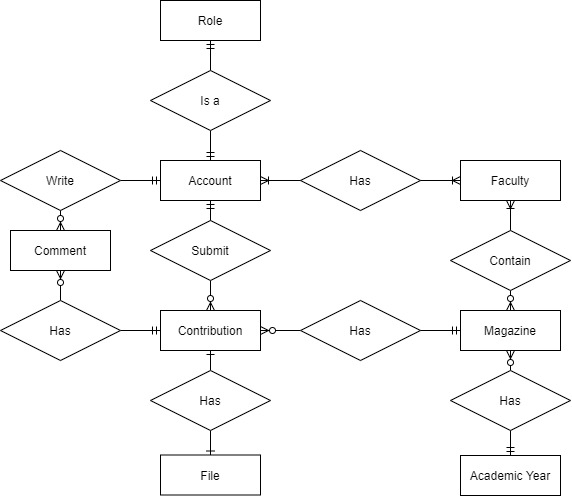 Role
Is a
Write
Account
Has
Faculty
Comment
Submit
Contain
Has
Contribution
Has
Magazine
Has
Has
File
Academic Year